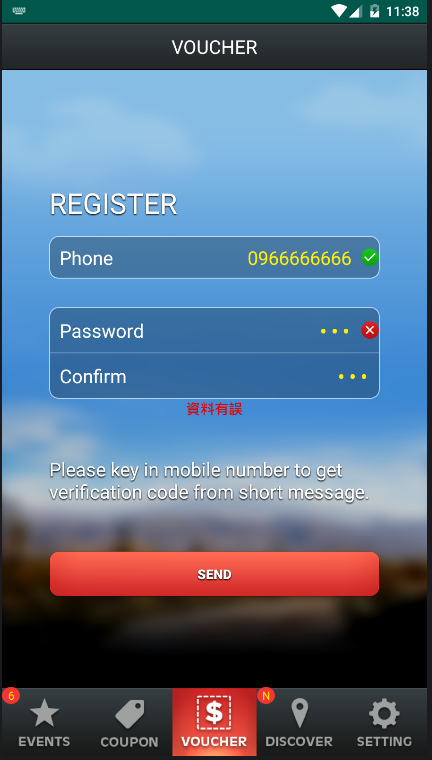 11:38
VOUCHER
REGISTER
Phone 0966666666
Password •••
Confirm •••
資料有誤
Please key in mobile number to get
verification code from short message.
SEND
6 N
$
EVENTS COUPON VOUCHER DISCOVER SETTING